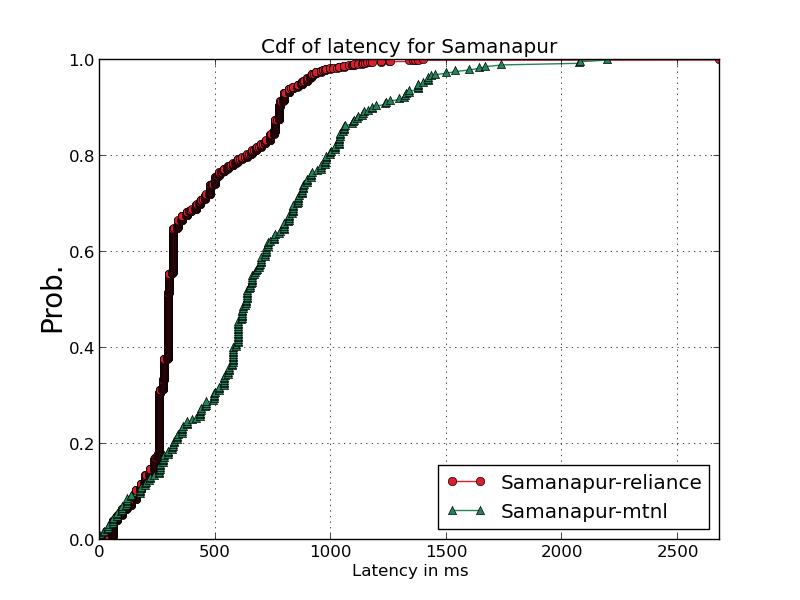 Cdf of latency for Samanapur
1.0
0.8
0.6
0.4
0.2
0.0
Prob.
Samanapur-reliance
Samanapur-mtnl
0 500 1000 1500 2000 2500
Latency in ms